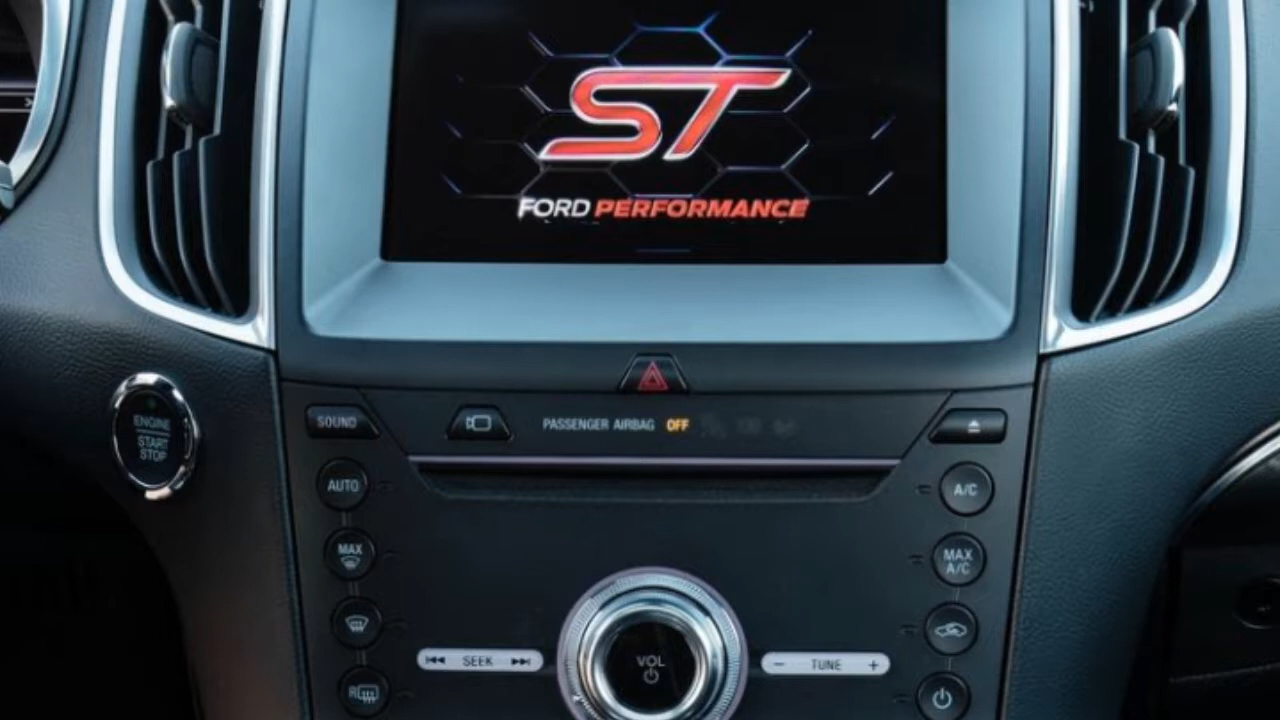 ST
FORD PERFORMANCE
SOUND
PASSENGER AIRBAG OFF
ENGINE
START
STOP
AUTO
A/C
MAX
MAX
A/C
SEEK
VOL
− TUNE +
R